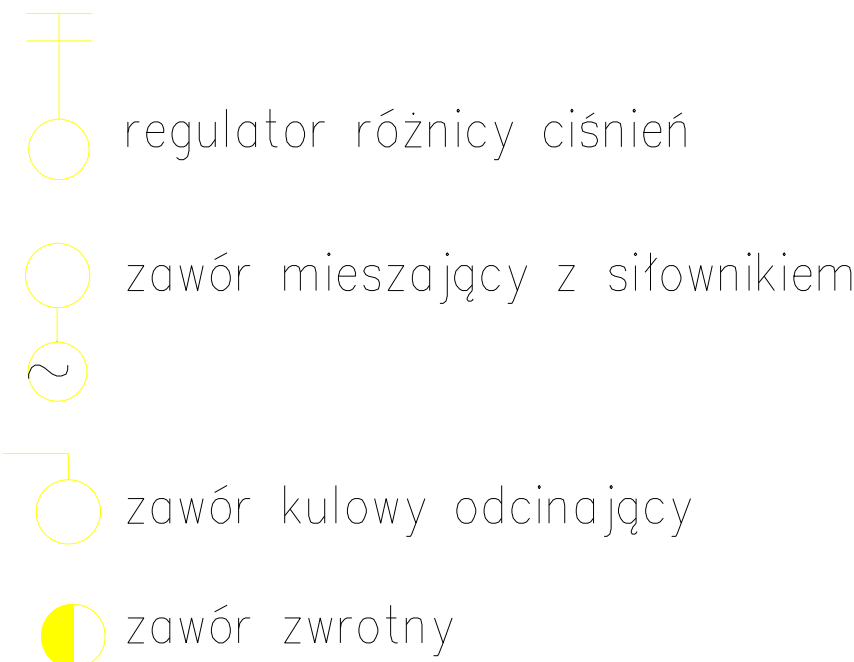 regulator różnicy ciśnień
zawór mieszający z siłownikiem
zawór kulowy odcinający
zawór zwrotny